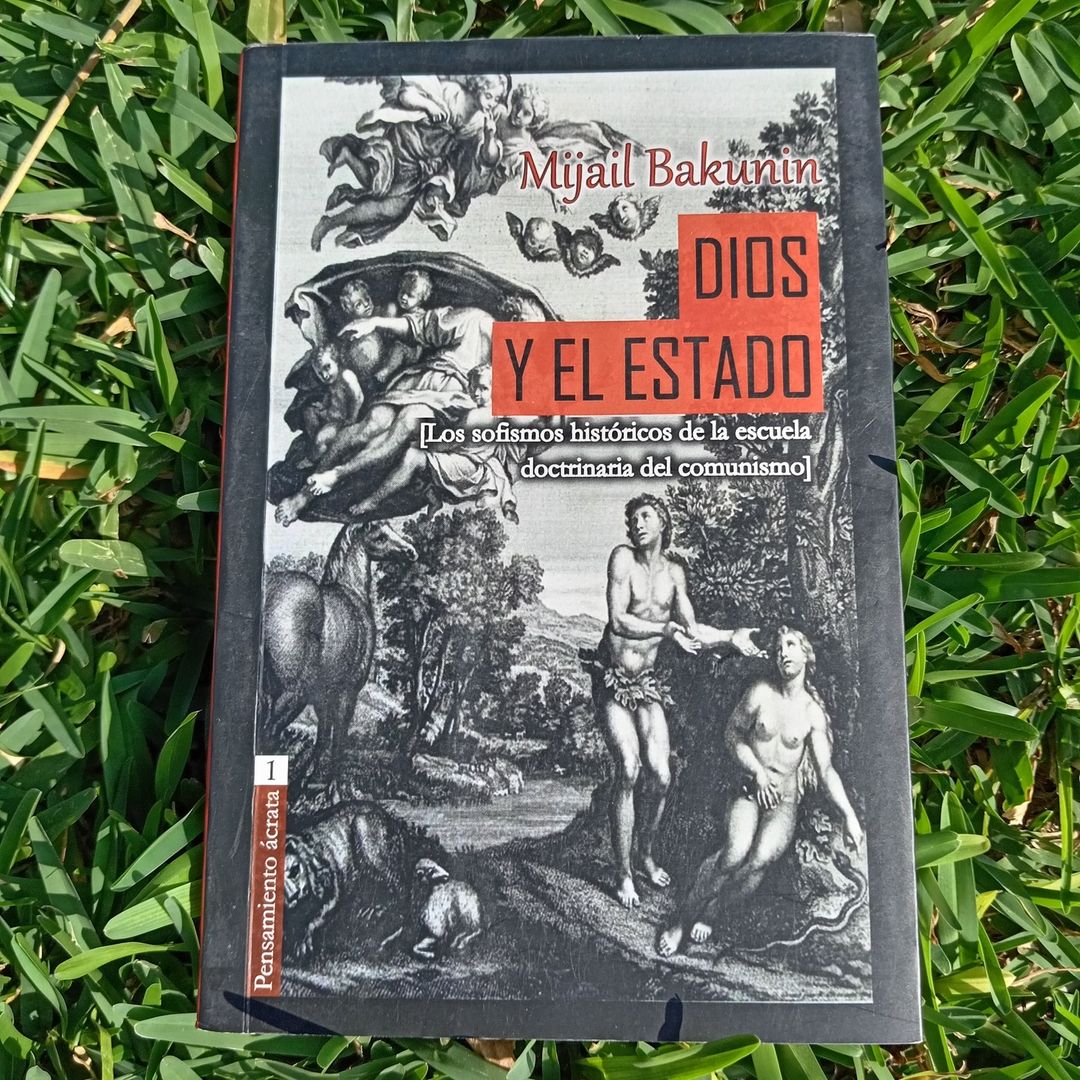 Mijail Bakunin
DIOS
Y EL ESTADO
[Los sofismos históricos de la escuela
doctrinaria del comunismo]
1
Pensamiento ácrata